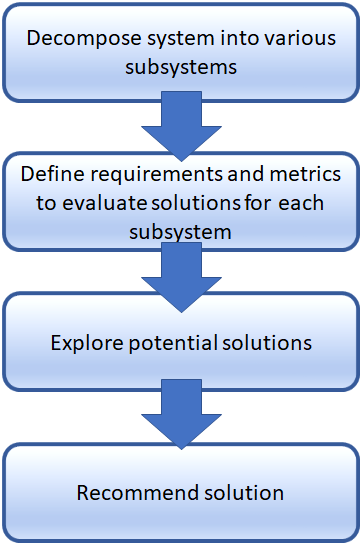 Decompose system into various
subsystems
Define requirements and metrics
to evaluate solutions for each
subsystem
Explore potential solutions
Recommend solution